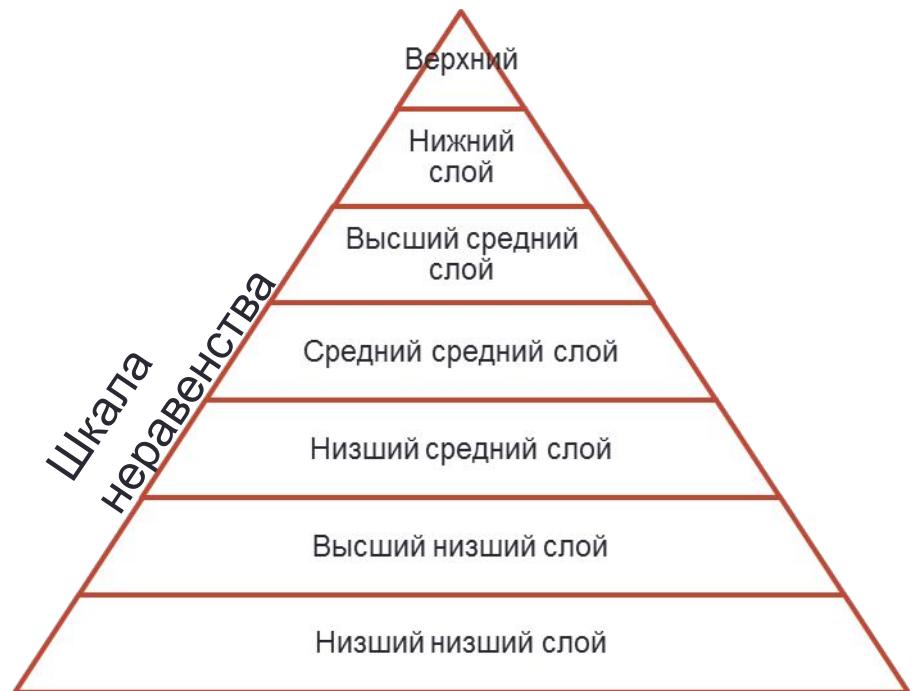 Верхний
Нижний
слой
Высший средний
слой
Средний средний слой
Низший средний слой
Высший низший слой
Низший низший слой
Шкала
неравенства